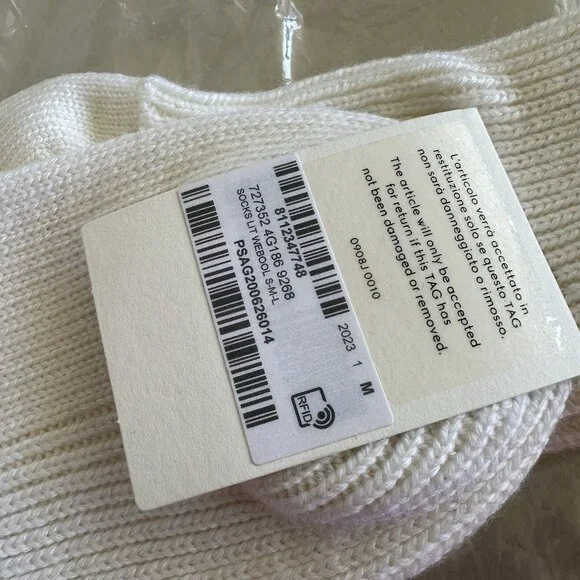 8112347748
727352 4G186 9268
SOCKS LIT WEBOOL S-M-L
PSAG200626014
2023 1 M
RFID
0908J 0010
L'articolo verrà accettato in
restituzione solo se questo TAG
non sarà danneggiato o rimosso.
The article will only be accepted
for return if this TAG has
not been damaged or removed.